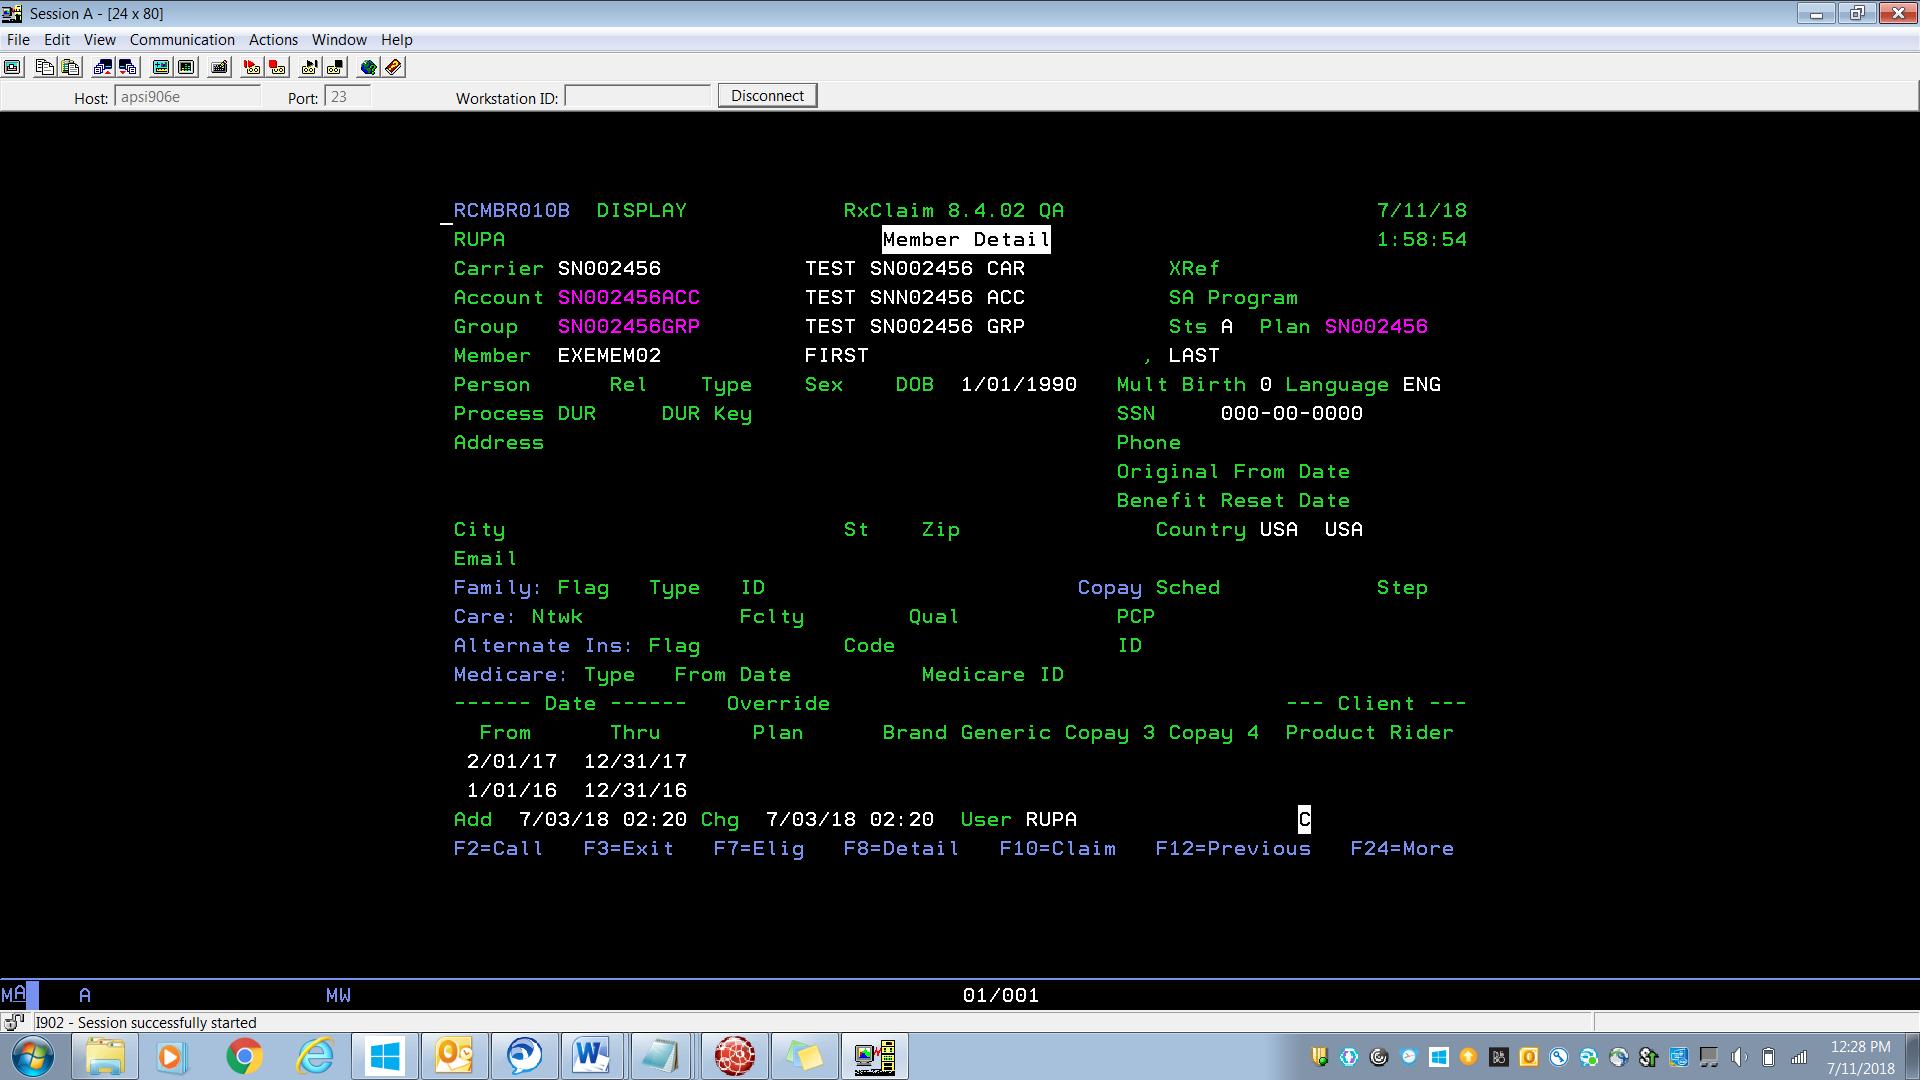 Session A - [24 x 80]
File Edit View Communication Actions Window Help
Host: apsi906e Port: 23 Workstation ID: Disconnect
RCMBR010B DISPLAY RxClaim 8.4.02 QA 7/11/18
RUPA Member Detail 1:58:54
Carrier SN002456 TEST SN002456 CAR XRef
Account SN002456ACC TEST SNN02456 ACC SA Program
Group SN002456GRP TEST SN002456 GRP Sts A Plan SN002456
Member EXEMEM02 FIRST , LAST
Person Rel Type Sex DOB 1/01/1990 Mult Birth 0 Language ENG
Process DUR DUR Key SSN 000-00-0000
Address Phone
Original From Date
Benefit Reset Date
City St Zip Country USA USA
Email
Family: Flag Type ID Copay Sched Step
Care: Ntwk Fclty Qual PCP
Alternate Ins: Flag Code ID
Medicare: Type From Date Medicare ID
------ Date ------ Override --- Client ---
From Thru Plan Brand Generic Copay 3 Copay 4 Product Rider
2/01/17 12/31/17
1/01/16 12/31/16
Add 7/03/18 02:20 Chg 7/03/18 02:20 User RUPA C
F2=Call F3=Exit F7=Elig F8=Detail F10=Claim F12=Previous F24=More
MA A MW 01/001
I902 - Session successfully started
12:28 PM
7/11/2018